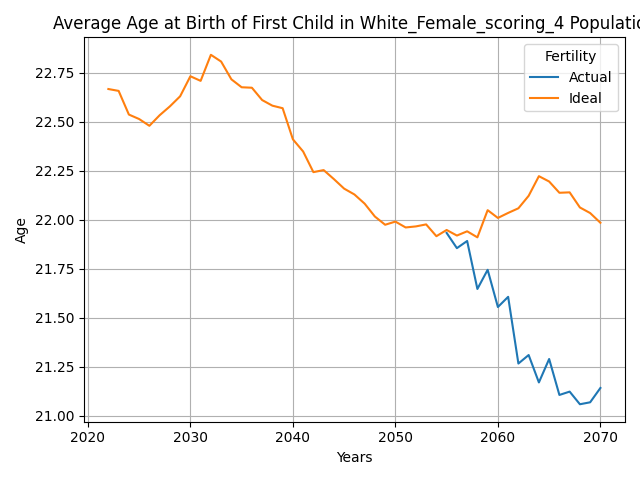 Average Age at Birth of First Child in White_Female_scoring_4 Populatio
Fertility
Actual
Ideal
22.75
22.50
22.25
22.00
21.75
21.50
21.25
21.00
Age
2020 2030 2040 2050 2060 2070
Years